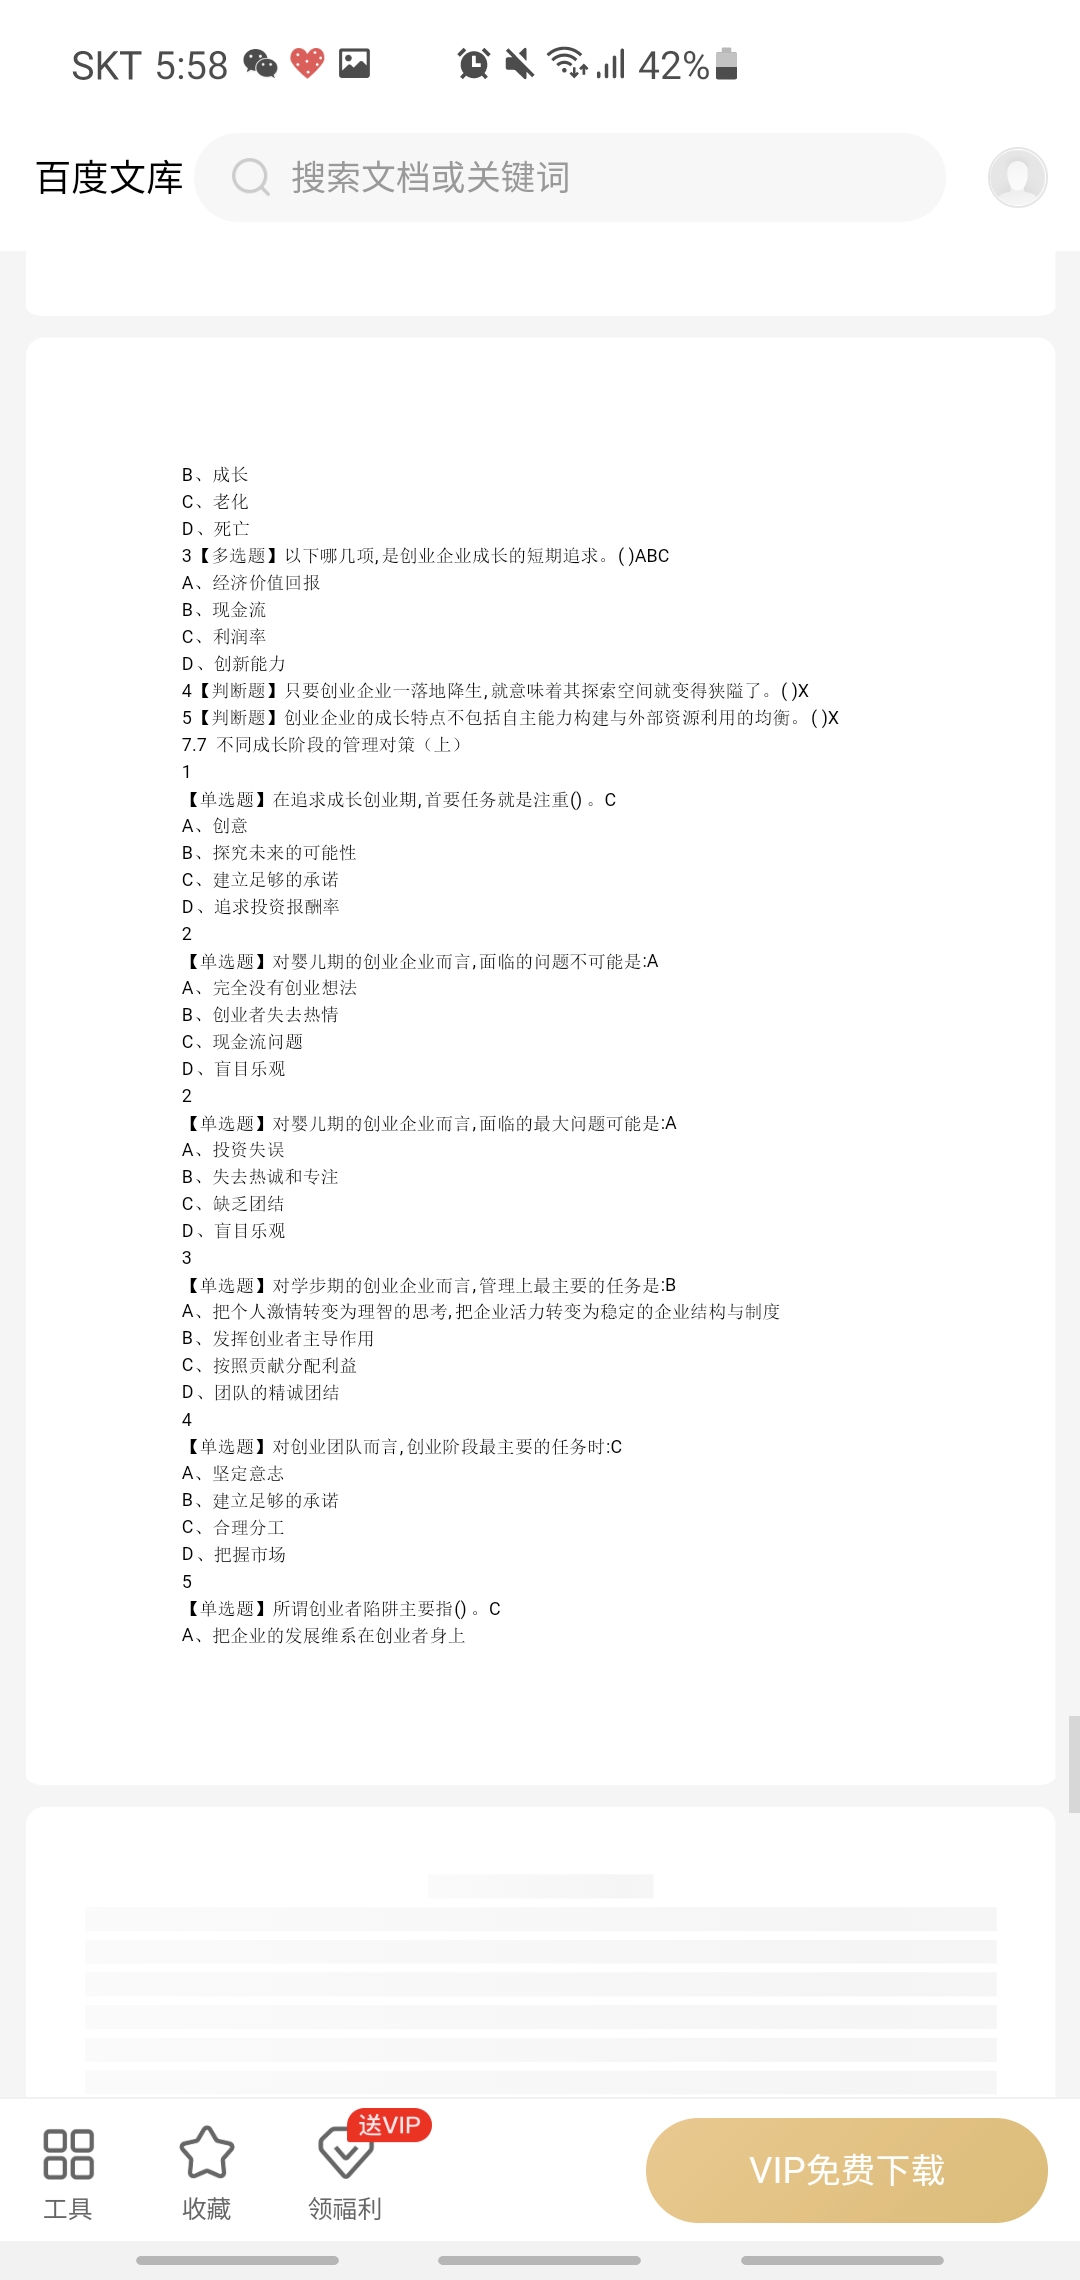 SKT 5:58 42%
百度文库 搜索文档或关键词
B、成长
C、老化
D、死亡
3【多选题】以下哪几项,是创业企业成长的短期追求。( )ABC
A、经济价值回报
B、现金流
C、利润率
D、创新能力
4【判断题】只要创业企业一落地降生,就意味着其探索空间就变得狭隘了。( )X
5【判断题】创业企业的成长特点不包括自主能力构建与外部资源利用的均衡。( )X
7.7 不同成长阶段的管理对策（上）
1
【单选题】在追求成长创业期,首要任务就是注重() 。C
A、创意
B、探究未来的可能性
C、建立足够的承诺
D、追求投资报酬率
2
【单选题】对婴儿期的创业企业而言,面临的问题不可能是:A
A、完全没有创业想法
B、创业者失去热情
C、现金流问题
D、盲目乐观
2
【单选题】对婴儿期的创业企业而言,面临的最大问题可能是:A
A、投资失误
B、失去热诚和专注
C、缺乏团结
D、盲目乐观
3
【单选题】对学步期的创业企业而言,管理上最主要的任务是:B
A、把个人激情转变为理智的思考,把企业活力转变为稳定的企业结构与制度
B、发挥创业者主导作用
C、按照贡献分配利益
D、团队的精诚团结
4
【单选题】对创业团队而言,创业阶段最主要的任务时:C
A、坚定意志
B、建立足够的承诺
C、合理分工
D、把握市场
5
【单选题】所谓创业者陷阱主要指() 。C
A、把企业的发展维系在创业者身上
送VIP
VIP免费下载
工具 收藏 领福利